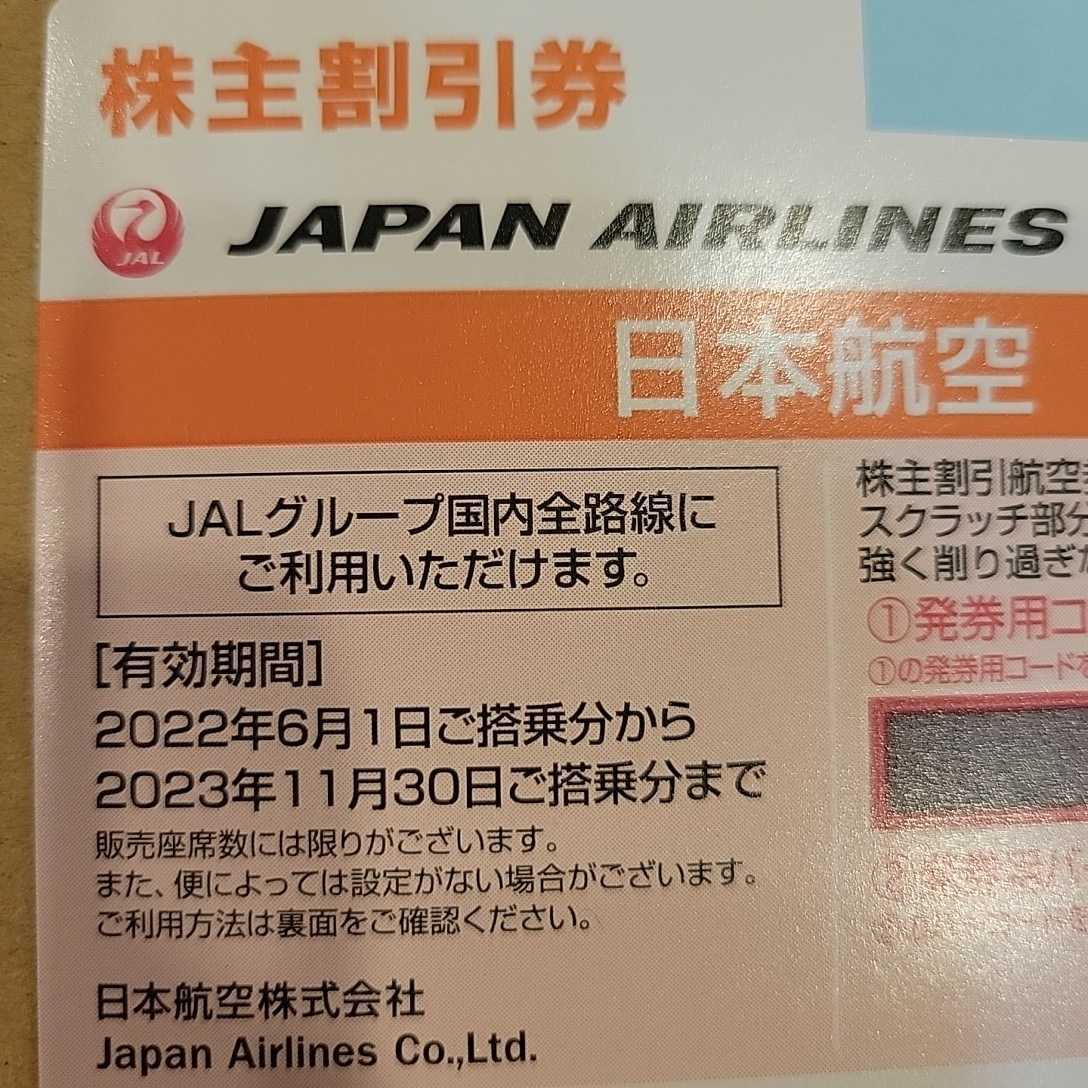 株主割引券
JAL
JAPAN AIRLINES
日本航空
JALグループ国内全路線に
ご利用いただけます。
[有効期間]
2022年6月1日ご搭乗分から
2023年11月30日ご搭乗分まで
販売座席数には限りがございます。
また、便によっては設定がない場合がございます。
ご利用方法は裏面をご確認ください。
日本航空株式会社
Japan Airlines Co.,Ltd.
株主割引航空
スクラッチ部分
強く削り過ぎ
①発券用コ
①の発券用コードを